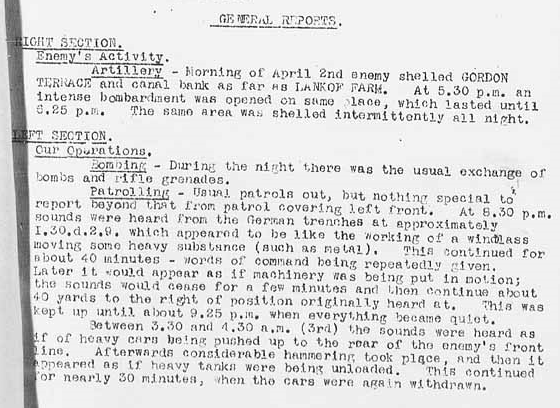 GENERAL REPORTS.
RIGHT SECTION.
Enemy's Activity.
Artillery - Morning of April 2nd enemy shelled GORDON
TERRACE and canal bank as far as LANKOF FARM. At 5.30 p.m. an
intense bombardment was opened on same place, which lasted until
6.25 p.m. The same area was shelled intermittently all night.
LEFT SECTION.
Our Operations.
Bombing - During the night there was the usual exchange of
bombs and rifle grenades.
Patrolling - Usual patrols out, but nothing special to
report beyond that from patrol covering left front. At 8.30 p.m.
sounds were heard from the German trenches at approximately
I.30.d.2.9. which appeared to be like the working of a windlass
moving some heavy substance (such as metal). This continued for
about 40 minutes - words of command being repeatedly given.
Later it would appear as if machinery was being put in motion;
the sounds would cease for a few minutes and then continue about
40 yards to the right of position originally heard at. This was
kept up until about 9.25 p.m. when everything became quiet.
Between 3.30 and 4.30 a.m. (3rd) the sounds were heard as
if of heavy cars being pushed up to the rear of the enemy's front
line. Afterwards considerable hammering took place, and then it
appeared as if heavy tanks were being unloaded. This continued
for nearly 30 minutes, when the cars were again withdrawn.